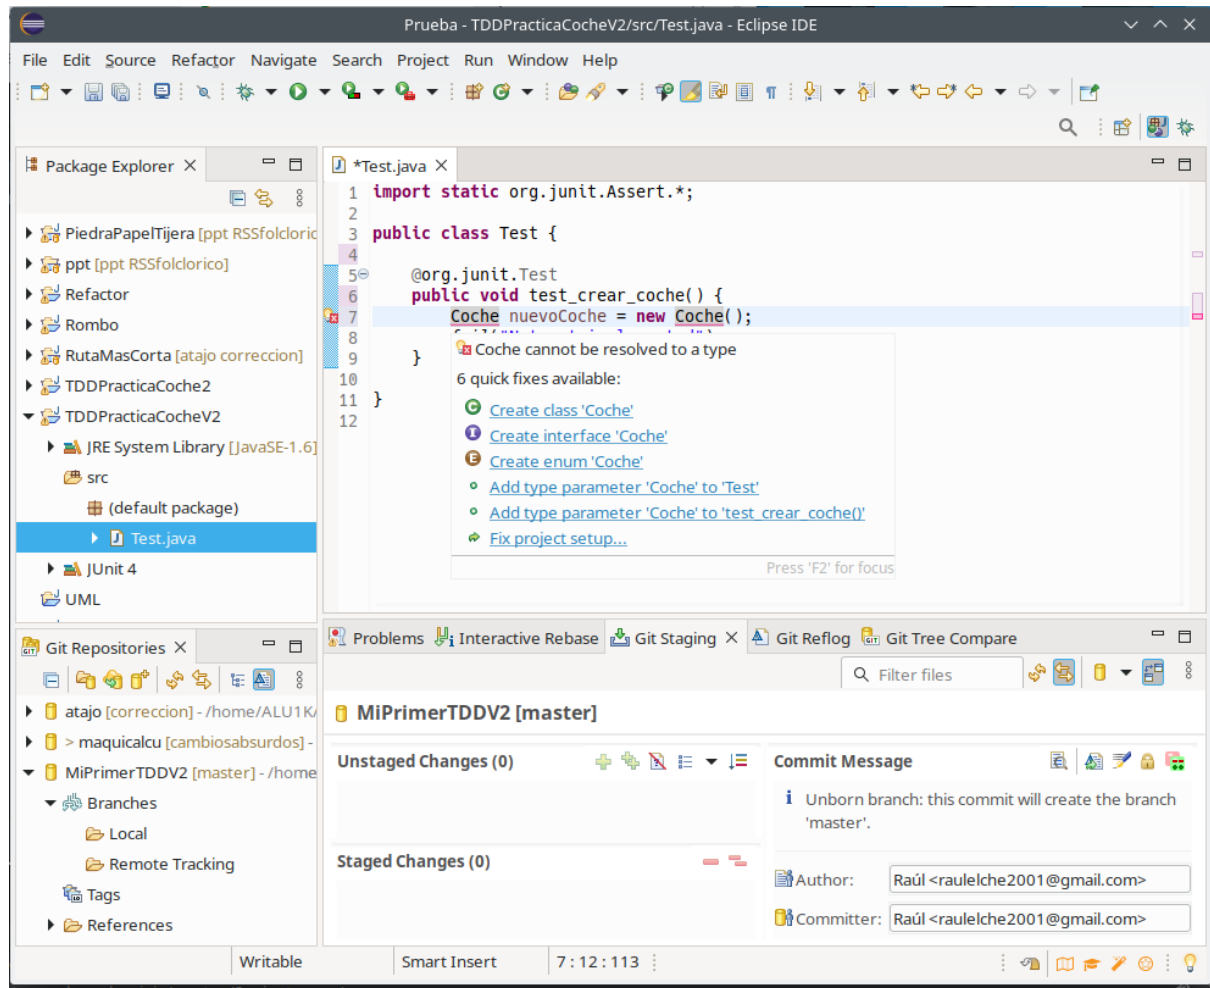 Prueba - TDDPracticaCocheV2/src/Test.java - Eclipse IDE
File Edit Source Refactor Navigate Search Project Run Window Help
Package Explorer
PiedraPapelTijera [ppt RSSfolcloric
ppt [ppt RSSfolclorico]
Refactor
Rombo
RutaMasCorta [atajo correccion]
TDDPracticaCoche2
TDDPracticaCocheV2
JRE System Library [JavaSE-1.6]
src
(default package)
Test.java
JUnit 4
UML
*Test.java
1 import static org.junit.Assert.*;
2
3 public class Test {
4
5 @org.junit.Test
6 public void test_crear_coche() {
7 Coche nuevoCoche = new Coche();
8
9 }
10
11 }
12
Coche cannot be resolved to a type
6 quick fixes available:
Create class 'Coche'
Create interface 'Coche'
Create enum 'Coche'
Add type parameter 'Coche' to 'Test'
Add type parameter 'Coche' to 'test_crear_coche()'
Fix project setup...
Press 'F2' for focus
Git Repositories
atajo [correccion] - /home/ALU1K/
> maquicalcu [cambiosabsurdos] -
MiPrimerTDDV2 [master] - /home
Branches
Local
Remote Tracking
Tags
References
Problems Interactive Rebase Git Staging Git Reflog Git Tree Compare
Filter files
MiPrimerTDDV2 [master]
Unstaged Changes (0)
Staged Changes (0)
Commit Message
Unborn branch: this commit will create the branch
'master'.
Author: Raúl <raulelche2001@gmail.com>
Committer: Raúl <raulelche2001@gmail.com>
Writable Smart Insert 7 : 12 : 113